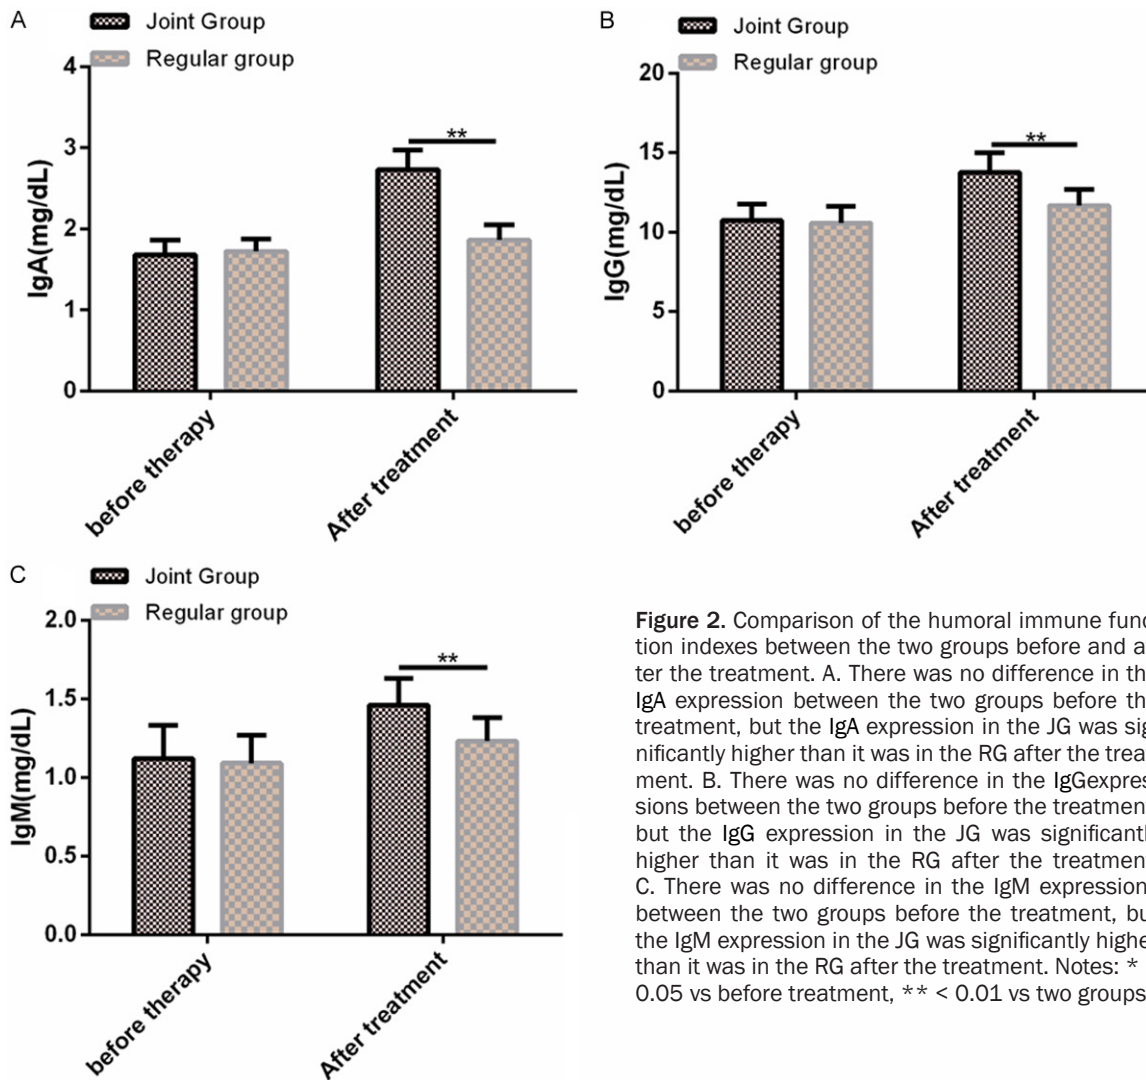 A
Joint Group
Regular group
4
3
2
1
0
IgA(mg/dL)
**
before therapy
After treatment
B
Joint Group
Regular group
20
15
10
5
0
IgG(mg/dL)
**
before therapy
After treatment
C
Joint Group
Regular group
2.0
1.5
1.0
0.5
0.0
IgM(mg/dL)
**
before therapy
After treatment
Figure 2. Comparison of the humoral immune func
tion indexes between the two groups before and a
ter the treatment. A. There was no difference in th
IgA expression between the two groups before th
treatment, but the IgA expression in the JG was sig
nificantly higher than it was in the RG after the trea
ment. B. There was no difference in the IgGexpres
sions between the two groups before the treatmen
but the IgG expression in the JG was significantl
higher than it was in the RG after the treatmen
C. There was no difference in the IgM expression
between the two groups before the treatment, bu
the IgM expression in the JG was significantly highe
than it was in the RG after the treatment. Notes: *
0.05 vs before treatment, ** < 0.01 vs two groups